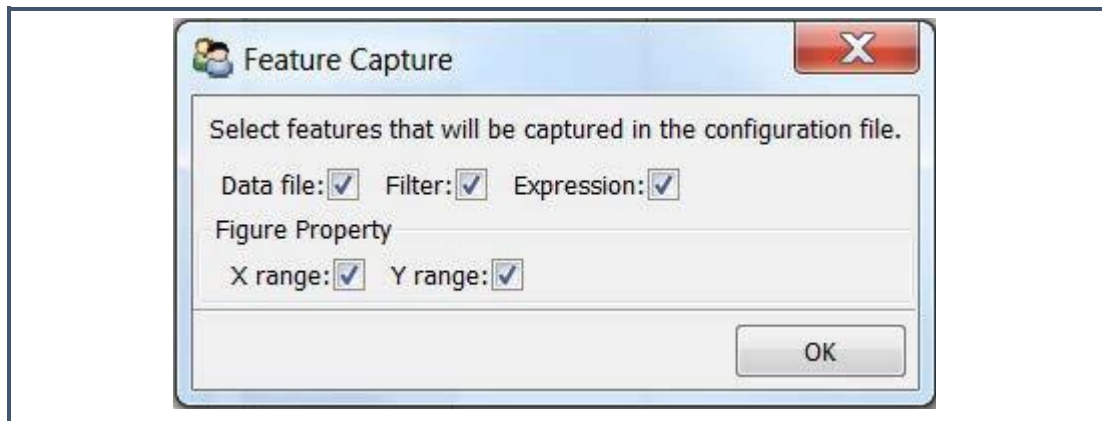 Feature Capture
Select features that will be captured in the configuration file.
Data file: Filter: Expression:
Figure Property
X range: Y range:
OK